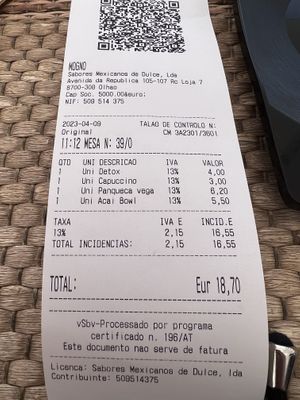 MOGNO
Sabores Mexicanos de Dulce, Lda
Avenida da Republica 105-107 Rc Loja 7
8700-308 Olhao
Cap Soc. 5000.00&euro;
NIF: 509 514 375
2023-04-09 TALAO DE CONTROLO N:
Original CM 3A2301/3601
11:12 MESA N: 39/0
QTD UNI DESCRICAO IVA VALOR
1 Uni Detox 13% 4,00
1 Uni Capuccino 13% 3,00
1 Uni Panqueca vega 13% 6,20
1 Uni Acai Bowl 13% 5,50
TAXA IVA E INCID.E
13% 2,15 16,55
TOTAL INCIDENCIAS: 2,15 16,55
TOTAL: Eur 18,70
vSbv-Processado por programa
certificado n. 196/AT
Este documento nao serve de fatura
Licenca: Sabores Mexicanos de Dulce, lda
Contribuinte: 509514375